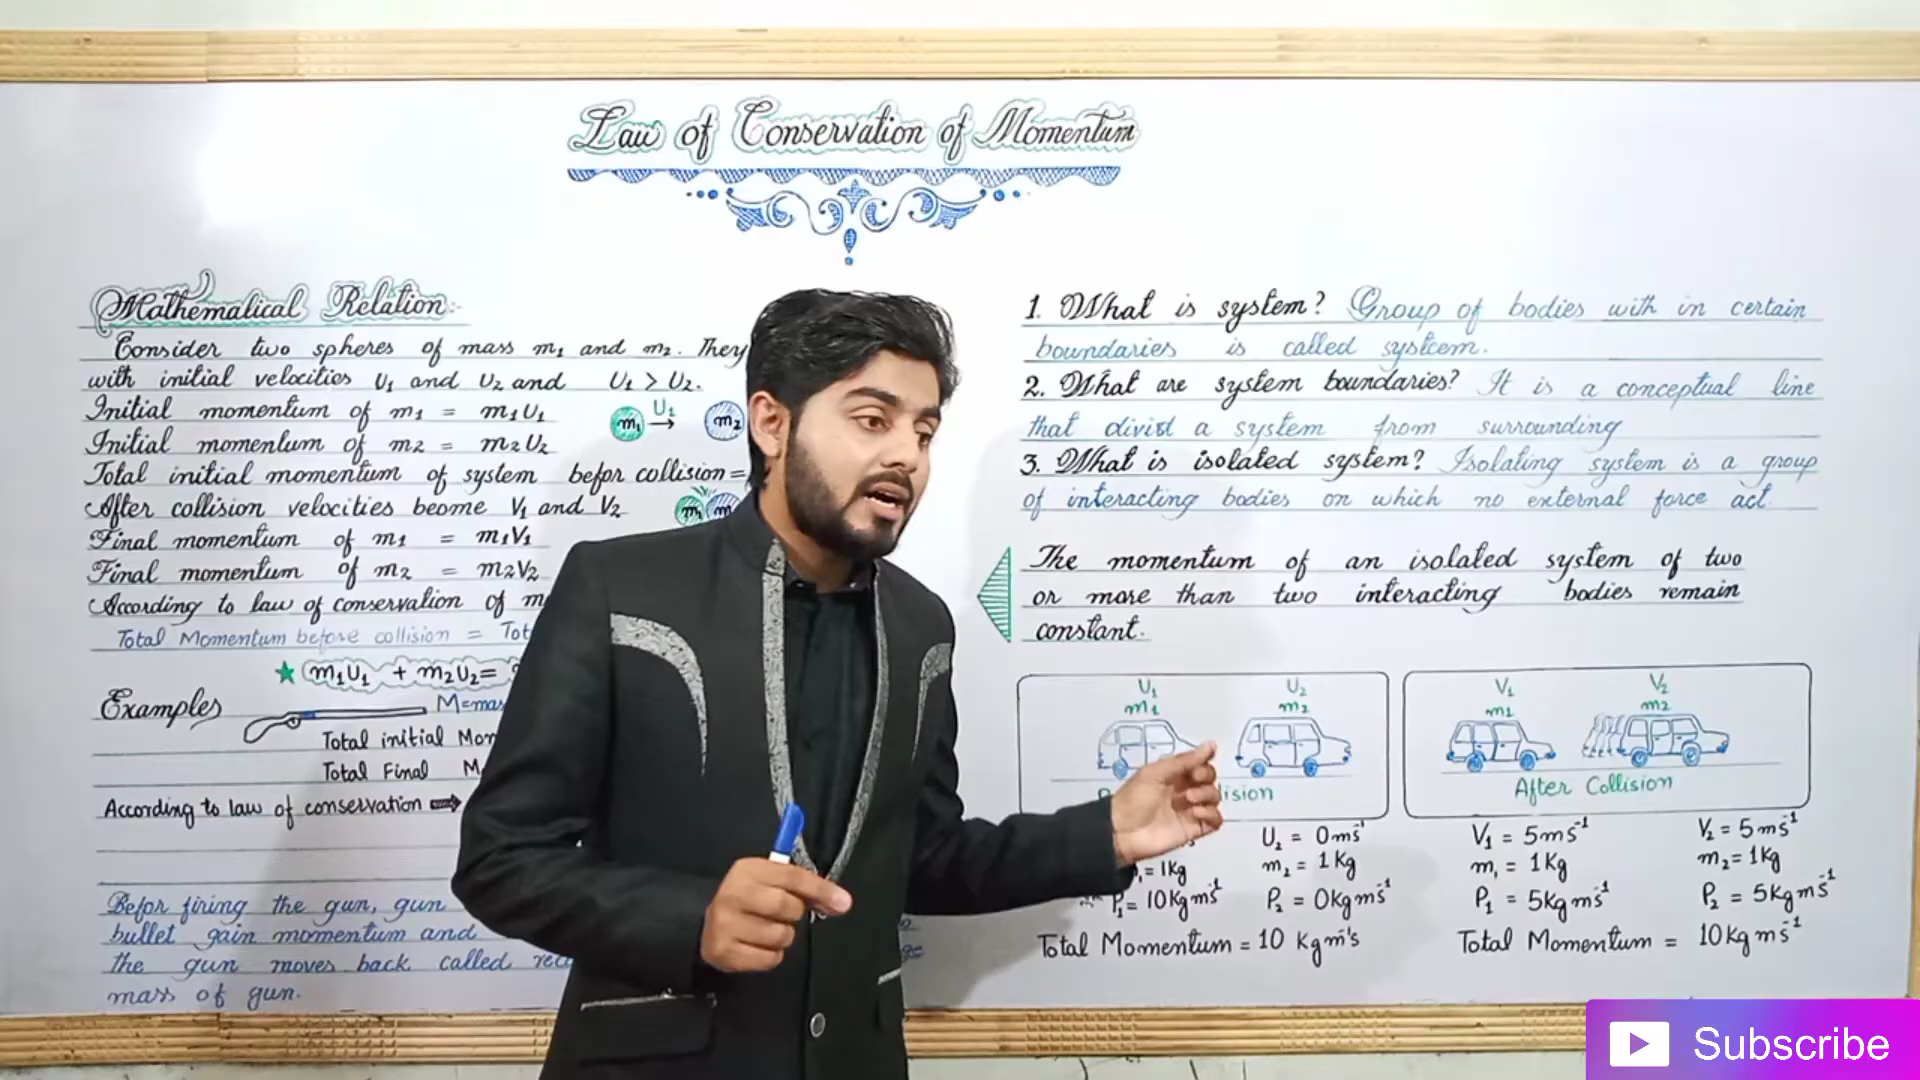 Law of Conservation of Momentum
Mathematical Relation
Consider two spheres of mass m₁ and m₂. They
with initial velocities U₁ and U₂ and U₁ > U₂.
Initial momentum of m₁ = m₁U₁
U₁
m₁ → m₂
Initial momentum of m₂ = m₂U₂
Total initial momentum of system befor collision =
After collision velocities beome V₁ and V₂
m₁ m
Final momentum of m₁ = m₁V₁
Final momentum of m₂ = m₂V₂
According to law of conservation of m
Total Momentum before collision = Tot
★ m₁U₁ + m₂U₂ =
Examples
M=mas
Total initial Mom
Total Final M
According to law of conservation
Befor firing the gun, gun
bullet gain momentum and
the gun moves back called rec
mass of gun.
1. What is system? Group of bodies with in certain
boundaries is called systcem.
2. What are system boundaries? It is a conceptual line
that divid a system from surrounding
3. What is isolated system? Isolating system is a group
of interacting bodies on which no external force act.
The momentum of an isolated system of two
or more than two interacting bodies remain
constant.
U₁ U₂
m₁ m₂
V₁ V₂
m₁ m₂
After Collision
U₂ = 0ms⁻¹
= 1Kg m₂ = 1Kg
P₁ = 10Kgms⁻¹ P₂ = 0Kgms⁻¹
Total Momentum = 10 Kgm⁻¹s
V₁ = 5ms⁻¹ V₂ = 5ms⁻¹
m₁ = 1Kg m₂ = 1Kg
P₁ = 5Kgms⁻¹ P₂ = 5Kgms⁻¹
Total Momentum = 10Kgms⁻¹
Subscribe